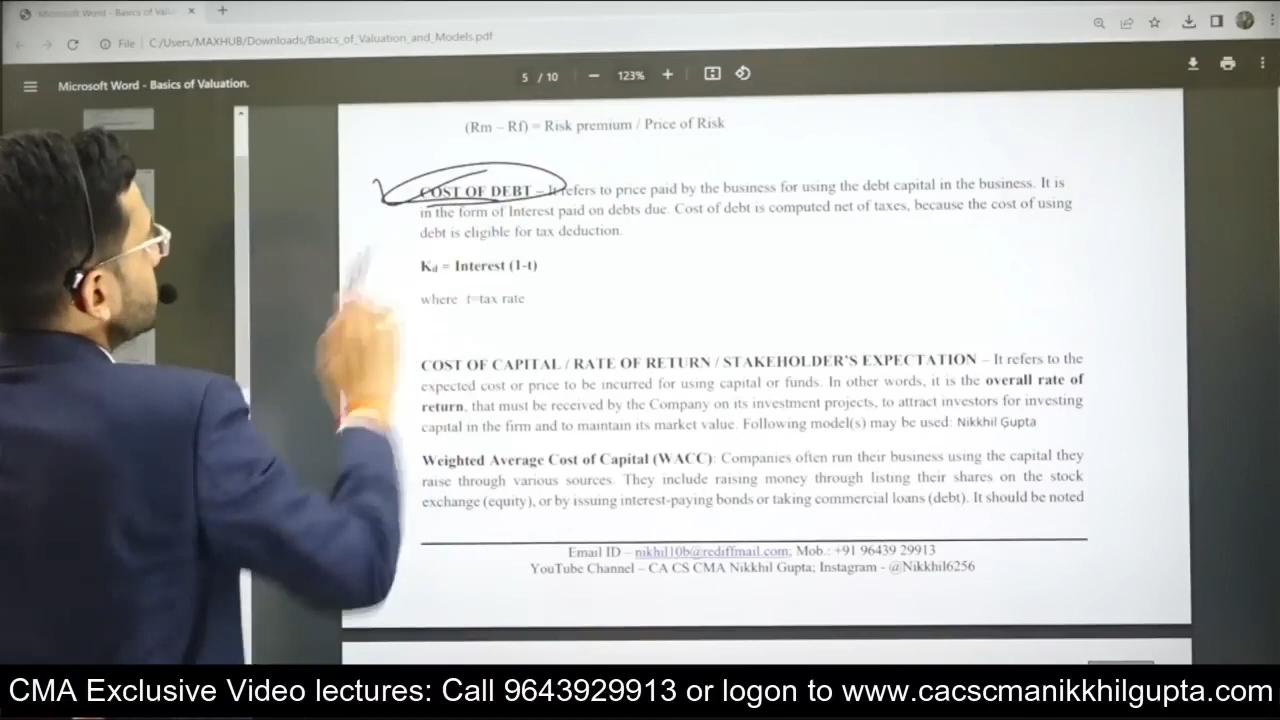 Microsoft Word - Basics of Valu
File | C:/Users/MAXHUB/Downloads/Basics_of_Valuation_and_Models.pdf
Microsoft Word - Basics of Valuation.
5 / 10
123%
(Rm – Rf) = Risk premium / Price of Risk
COST OF DEBT – It refers to price paid by the business for using the debt capital in the business. It is
in the form of Interest paid on debts due. Cost of debt is computed net of taxes, because the cost of using
debt is eligible for tax deduction.
Kd = Interest (1-t)
where t=tax rate
COST OF CAPITAL / RATE OF RETURN / STAKEHOLDER'S EXPECTATION – It refers to the
expected cost or price to be incurred for using capital or funds. In other words, it is the overall rate of
return, that must be received by the Company on its investment projects, to attract investors for investing
capital in the firm and to maintain its market value. Following model(s) may be used: Nikkhil Gupta
Weighted Average Cost of Capital (WACC): Companies often run their business using the capital they
raise through various sources. They include raising money through listing their shares on the stock
exchange (equity), or by issuing interest-paying bonds or taking commercial loans (debt). It should be noted
Email ID – nikhil10b@rediffmail.com; Mob.: +91 96439 29913
YouTube Channel – CA CS CMA Nikkhil Gupta; Instagram - @Nikkhil6256
CMA Exclusive Video lectures: Call 9643929913 or logon to www.cacscmanikkhilgupta.com